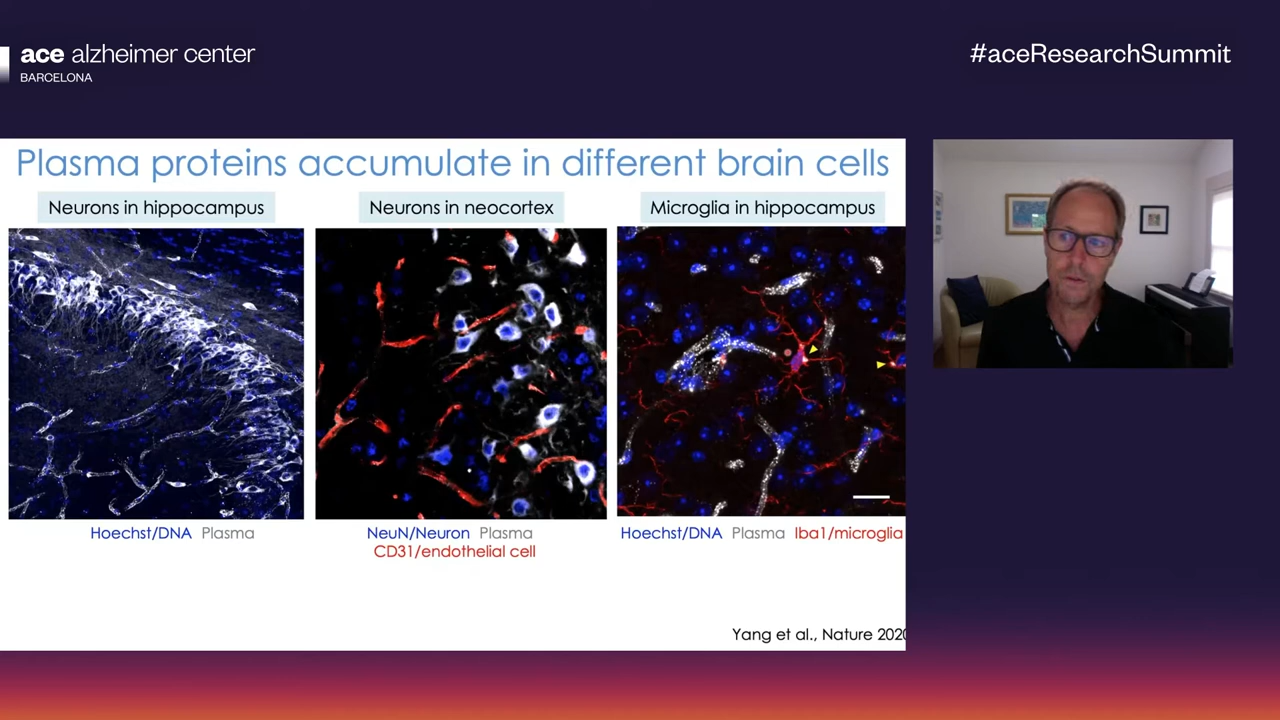 ace alzheimer center
BARCELONA
#aceResearchSummit
Plasma proteins accumulate in different brain cells
Neurons in hippocampus
Neurons in neocortex
Microglia in hippocampus
Hoechst/DNA Plasma
NeuN/Neuron Plasma
CD31/endothelial cell
Hoechst/DNA Plasma Iba1/microglia
Yang et al., Nature 2020